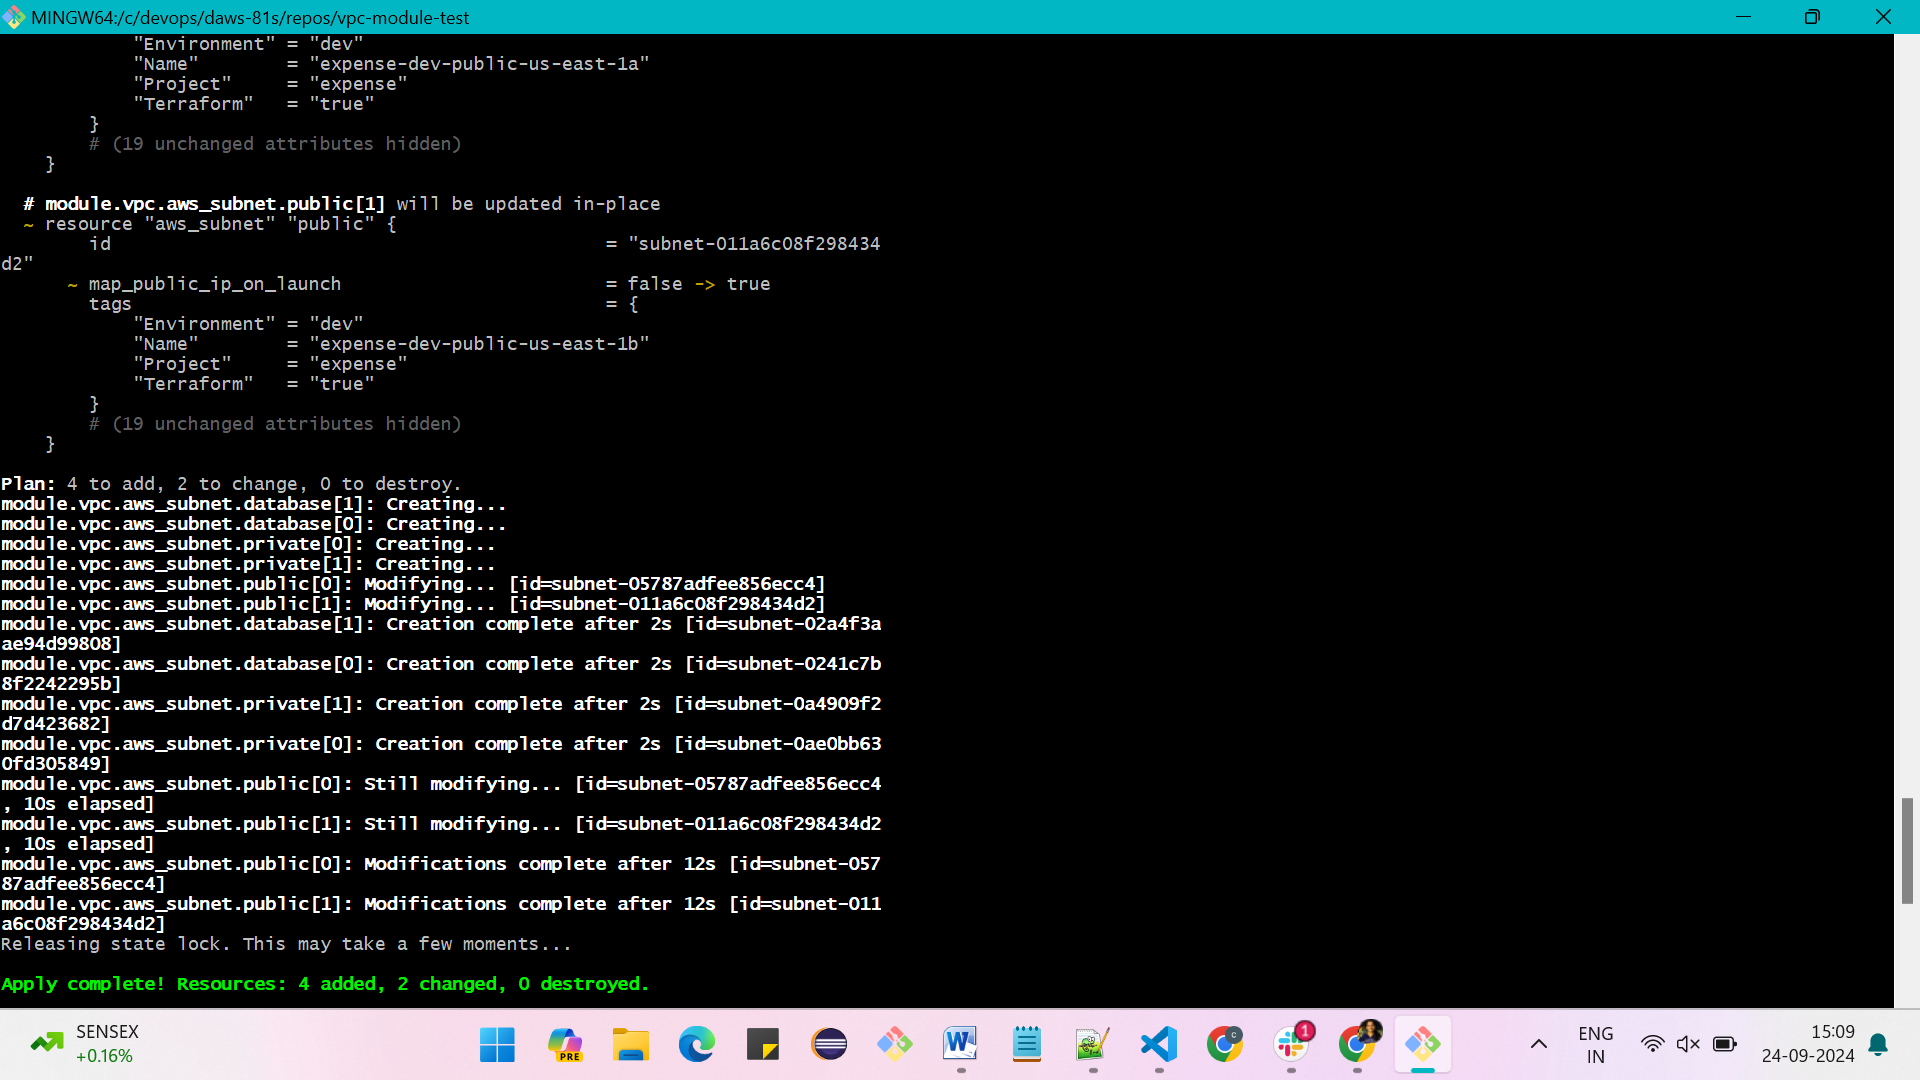 MINGW64:/c/devops/daws-81s/repos/vpc-module-test
"Environment" = "dev"
"Name"        = "expense-dev-public-us-east-1a"
"Project"     = "expense"
"Terraform"   = "true"
}
# (19 unchanged attributes hidden)
}
# module.vpc.aws_subnet.public[1] will be updated in-place
~ resource "aws_subnet" "public" {
id                                             = "subnet-011a6c08f298434
d2"
~ map_public_ip_on_launch                        = false -> true
tags                                           = {
"Environment" = "dev"
"Name"        = "expense-dev-public-us-east-1b"
"Project"     = "expense"
"Terraform"   = "true"
}
# (19 unchanged attributes hidden)
}
Plan: 4 to add, 2 to change, 0 to destroy.
module.vpc.aws_subnet.database[1]: Creating...
module.vpc.aws_subnet.database[0]: Creating...
module.vpc.aws_subnet.private[0]: Creating...
module.vpc.aws_subnet.private[1]: Creating...
module.vpc.aws_subnet.public[0]: Modifying... [id=subnet-05787adfee856ecc4]
module.vpc.aws_subnet.public[1]: Modifying... [id=subnet-011a6c08f298434d2]
module.vpc.aws_subnet.database[1]: Creation complete after 2s [id=subnet-02a4f3a
ae94d99808]
module.vpc.aws_subnet.database[0]: Creation complete after 2s [id=subnet-0241c7b
8f2242295b]
module.vpc.aws_subnet.private[1]: Creation complete after 2s [id=subnet-0a4909f2
d7d423682]
module.vpc.aws_subnet.private[0]: Creation complete after 2s [id=subnet-0ae0bb63
0fd305849]
module.vpc.aws_subnet.public[0]: Still modifying... [id=subnet-05787adfee856ecc4
, 10s elapsed]
module.vpc.aws_subnet.public[1]: Still modifying... [id=subnet-011a6c08f298434d2
, 10s elapsed]
module.vpc.aws_subnet.public[0]: Modifications complete after 12s [id=subnet-057
87adfee856ecc4]
module.vpc.aws_subnet.public[1]: Modifications complete after 12s [id=subnet-011
a6c08f298434d2]
Releasing state lock. This may take a few moments...
Apply complete! Resources: 4 added, 2 changed, 0 destroyed.
SENSEX
+0.16%
PRE
W
C
1
ENG
IN
15:09
24-09-2024